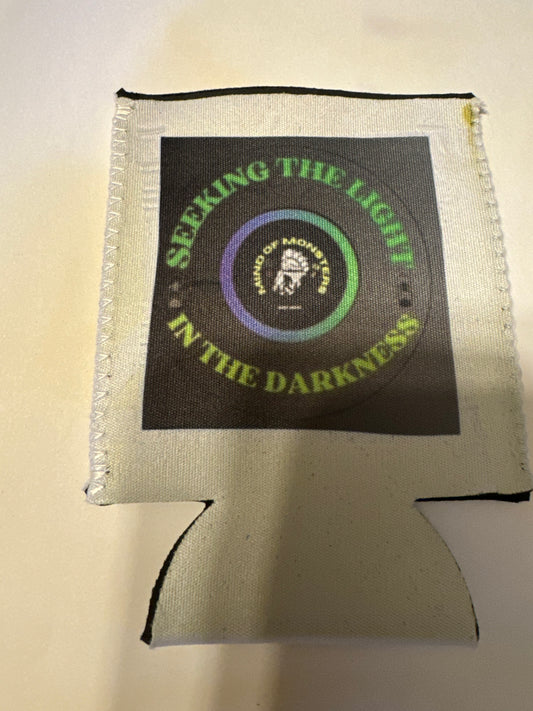 SEEKING THE LIGHT
MIND OF MONSTERS
IN THE DARKNESS